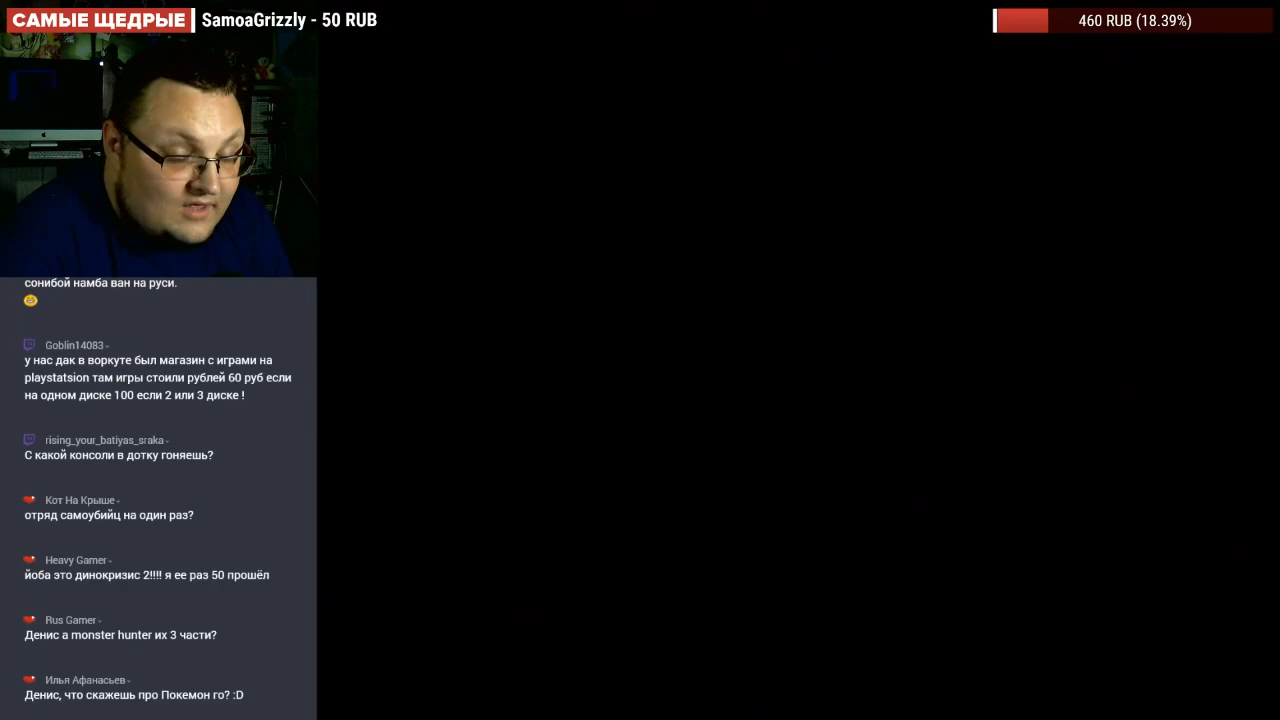 САМЫЕ ЩЕДРЫЕ SamoaGrizzly - 50 RUB
460 RUB (18.39%)
сонибой намба ван на руси.
Goblin14083
у нас дак в воркуте был магазин с играми на
playstatsion там игры стоили рублей 60 руб если
на одном диске 100 если 2 или 3 диске !
rising_your_batiyas_sraka
С какой консоли в дотку гоняешь?
Кот На Крыше
отряд самоубийц на один раз?
Heavy Gamer
йоба это динокризис 2!!!! я ее раз 50 прошёл
Rus Gamer
Денис а monster hunter их 3 части?
Илья Афанасьев
Денис, что скажешь про Покемон го? :D